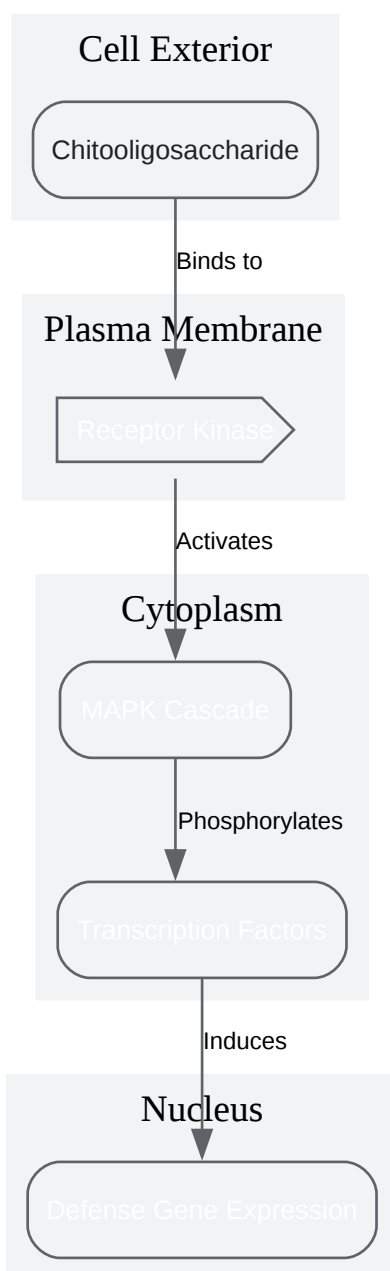 Cell Exterior
Chitooligosaccharide
Binds to
Plasma Membrane
Receptor Kinase
Activates
Cytoplasm
MAPK Cascade
Phosphorylates
Transcription Factors
Induces
Nucleus
Defense Gene Expression